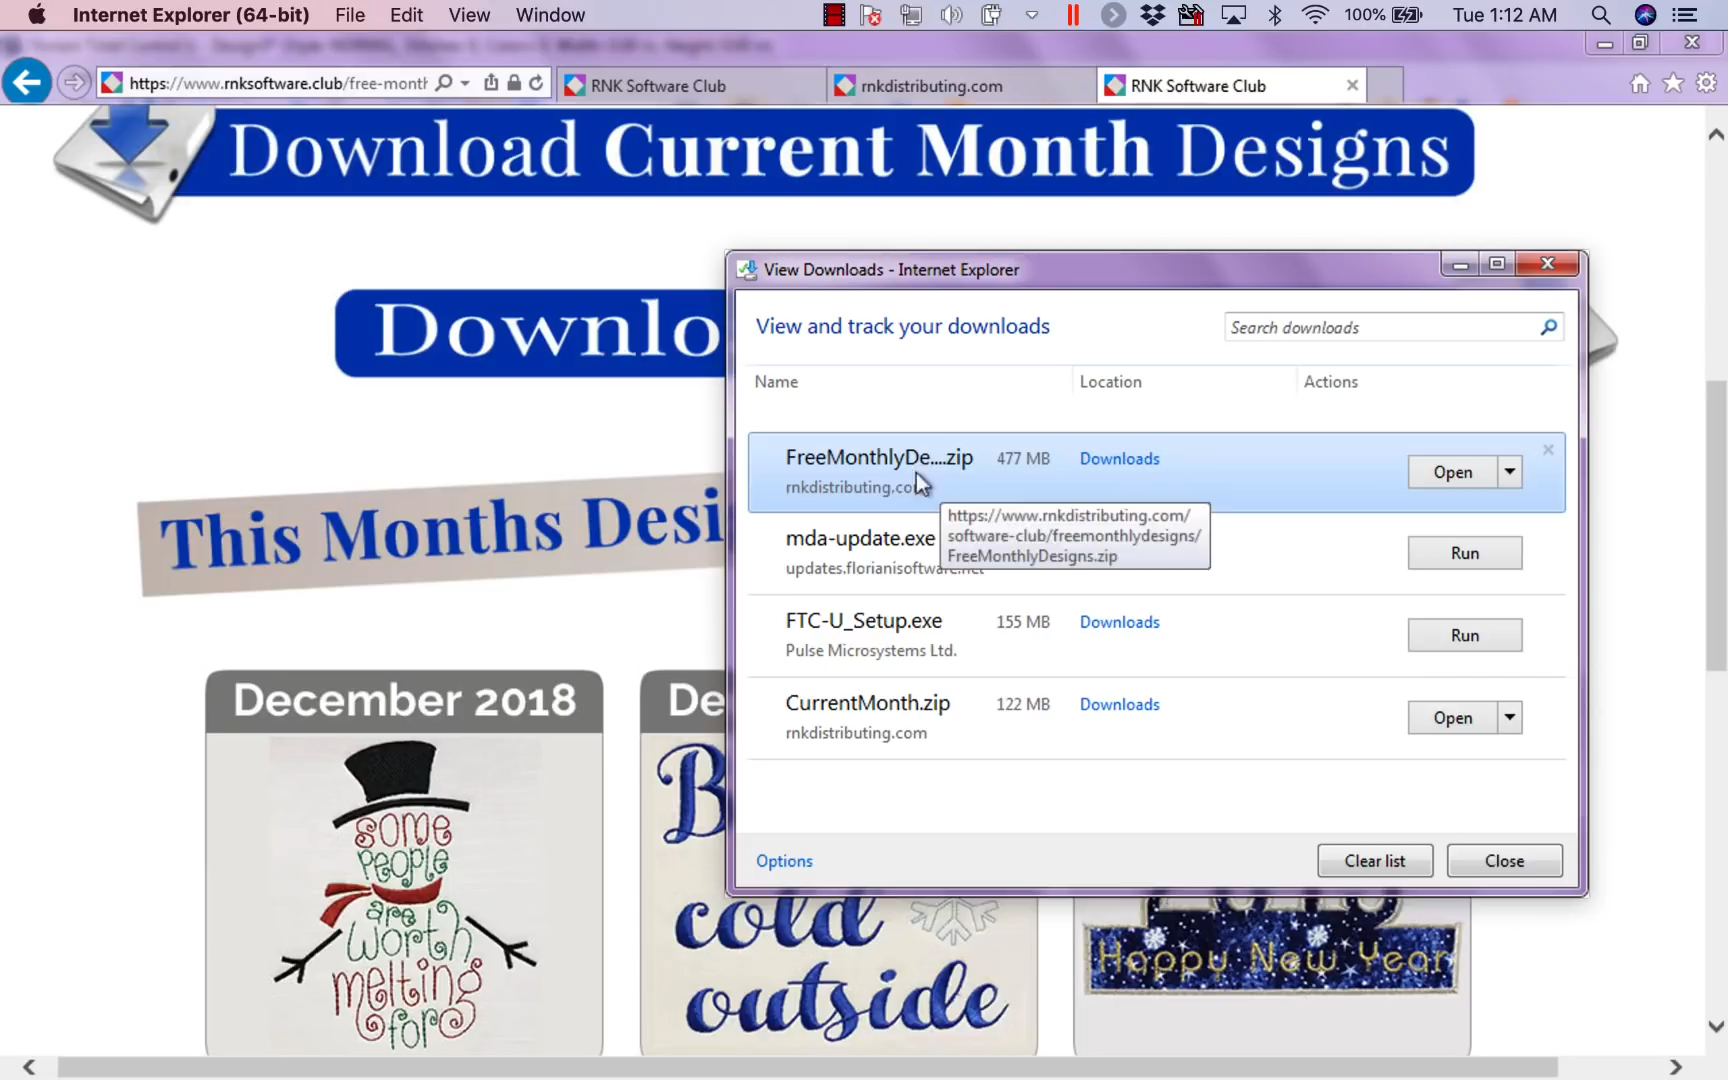 Internet Explorer (64-bit) File Edit View Window 100% Tue 1:12 AM
https://www.rnksoftware.club/free-montl RNK Software Club rnkdistributing.com RNK Software Club
Download Current Month Designs
Downlo
This Months Desi
View Downloads - Internet Explorer
View and track your downloads
Search downloads
Name Location Actions
FreeMonthlyDe....zip 477 MB Downloads Open
rnkdistributing.co
https://www.rnkdistributing.com/
software-club/freemonthlydesigns/
FreeMonthlyDesigns.zip
mda-update.exe Run
updates.florianisoftware.net
FTC-U_Setup.exe 155 MB Downloads Run
Pulse Microsystems Ltd.
CurrentMonth.zip 122 MB Downloads Open
rnkdistributing.com
Options Clear list Close
December 2018
De
SOME
PEOPLE
are
worth
melting
for
B
cold
outside
2019
Happy New Year